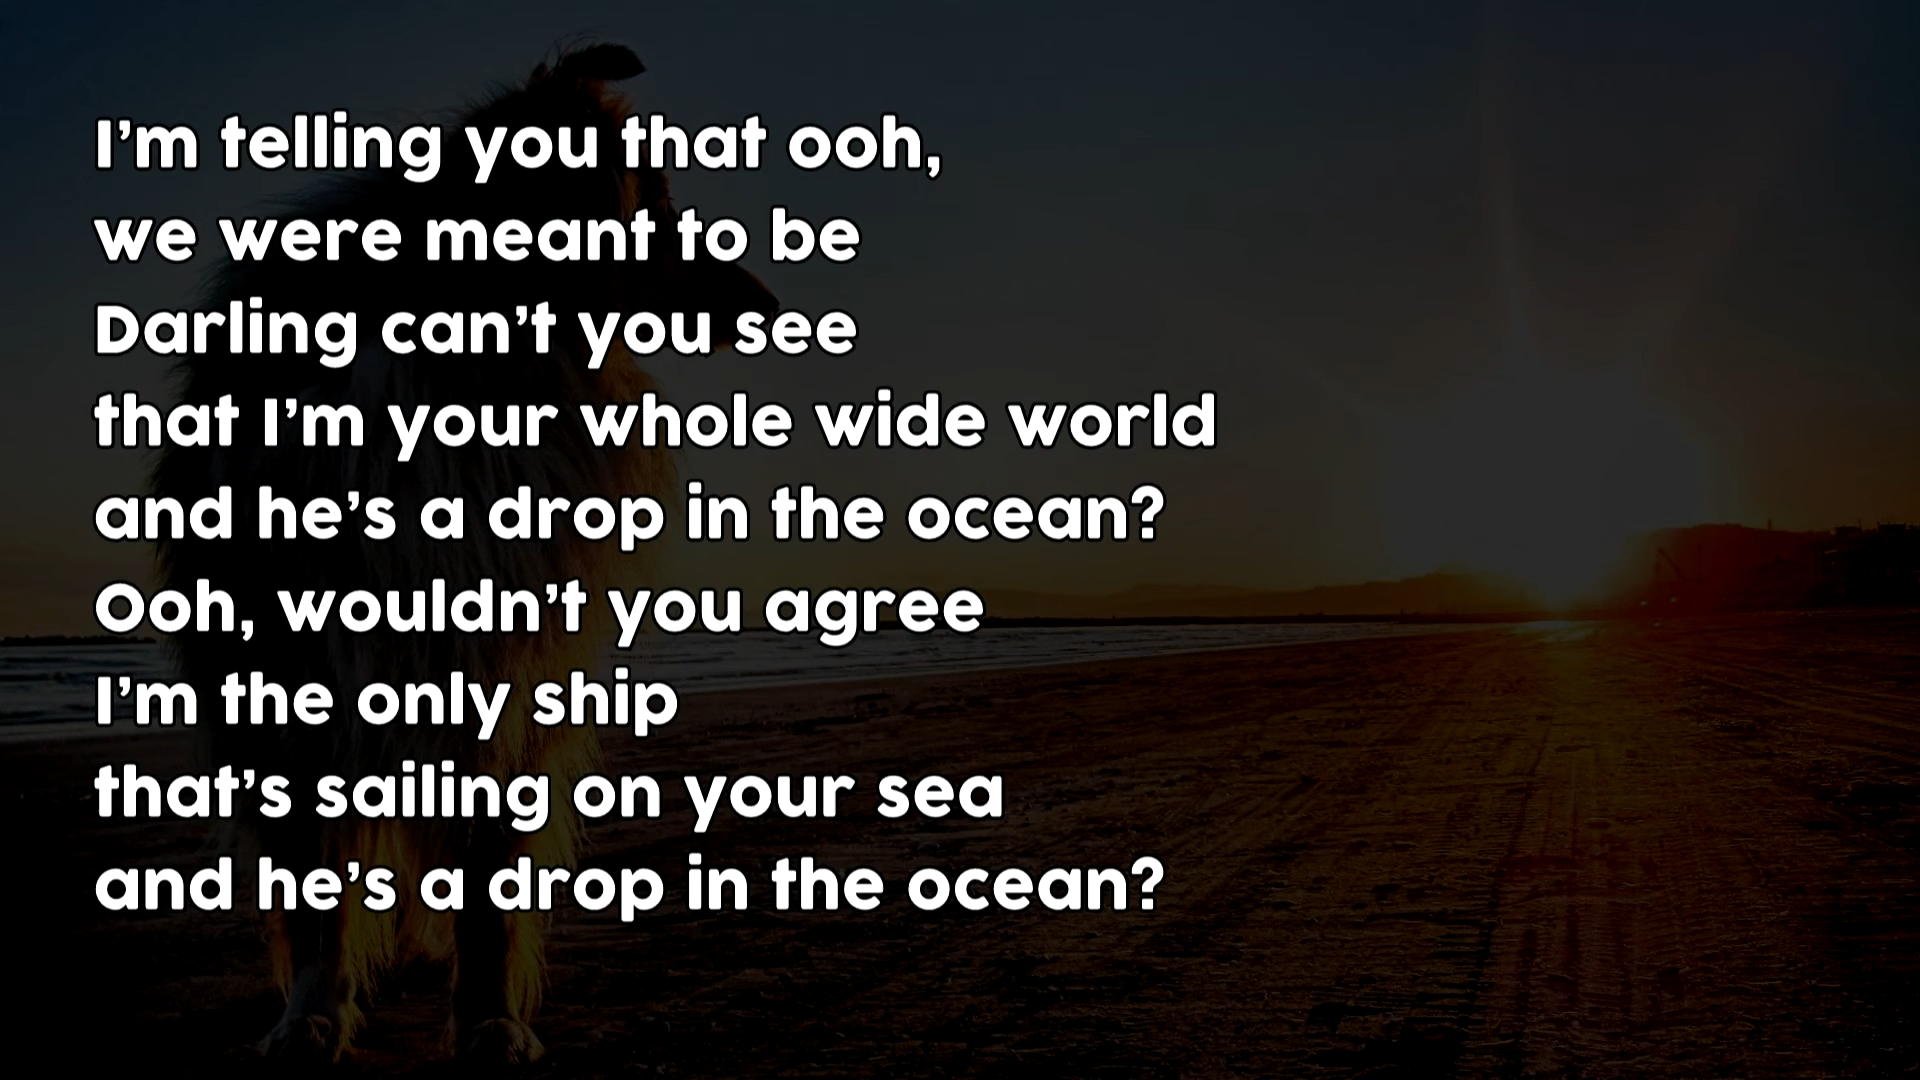 I'm telling you that ooh,
we were meant to be
Darling can't you see
that I'm your whole wide world
and he's a drop in the ocean?
Ooh, wouldn't you agree
I'm the only ship
that's sailing on your sea
and he's a drop in the ocean?